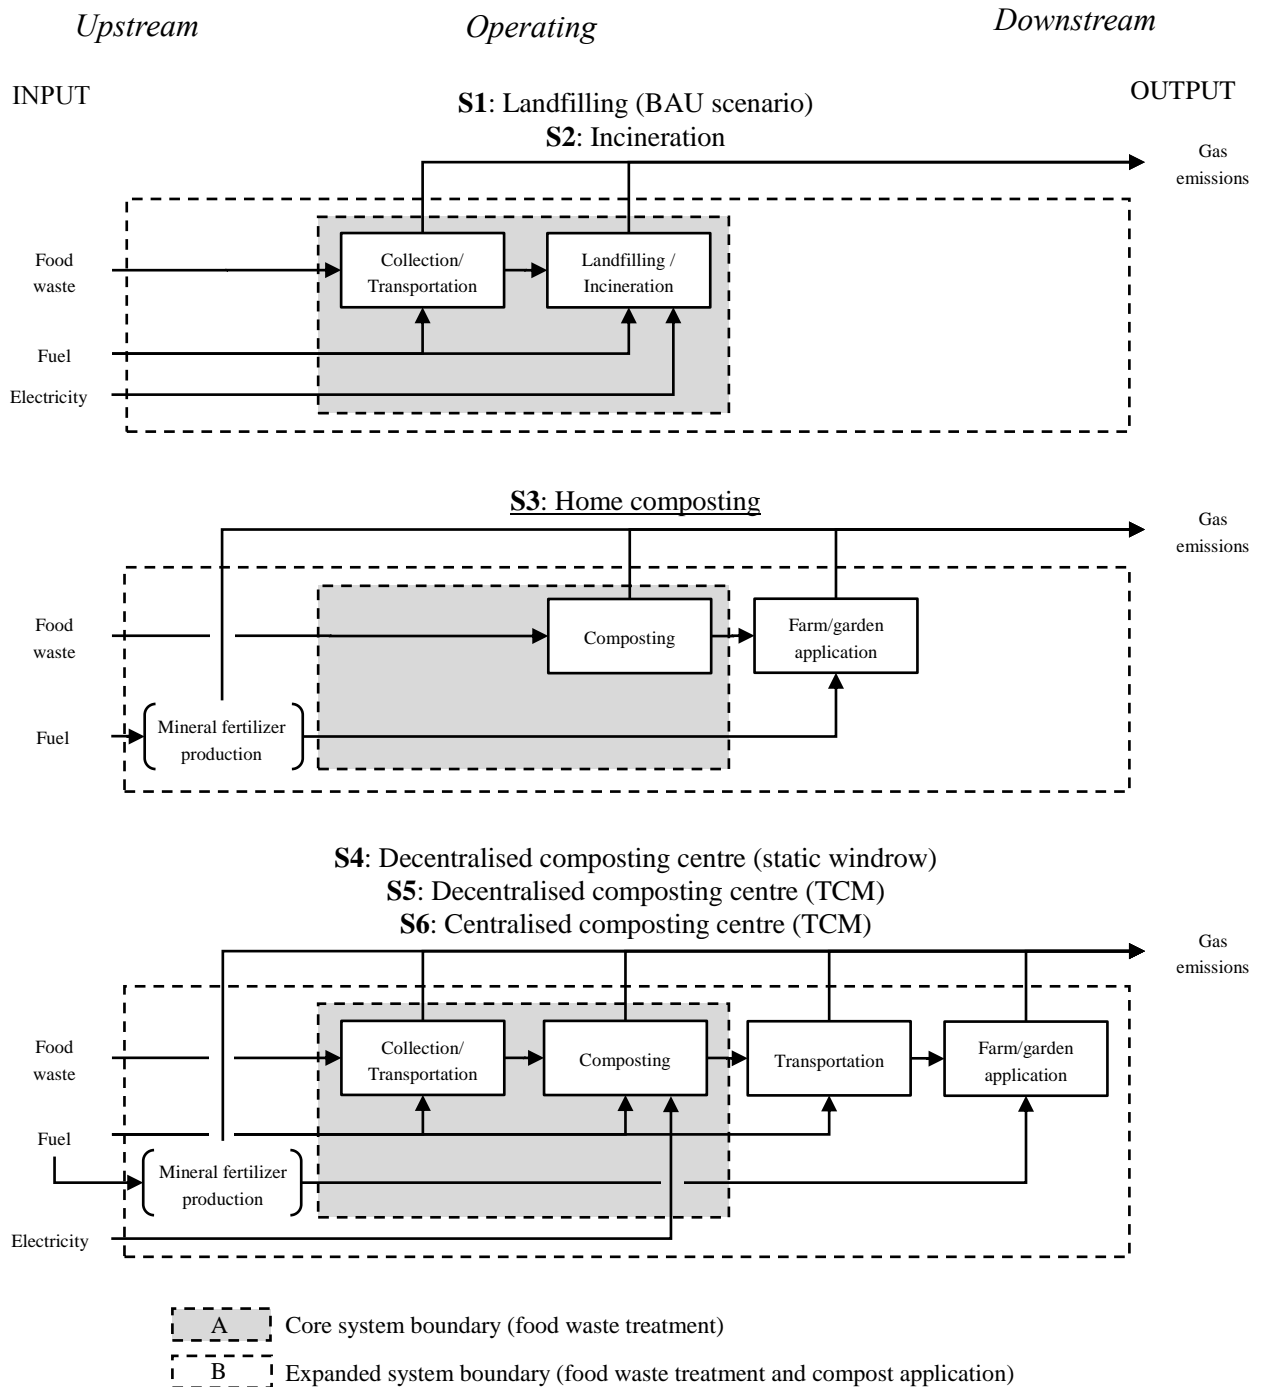 Upstream
Operating
Downstream
INPUT
OUTPUT
S1: Landfilling (BAU scenario)
S2: Incineration
Gas
emissions
Food
waste
Collection/
Transportation
Landfilling /
Incineration
Fuel
Electricity
S3: Home composting
Gas
emissions
Food
waste
Composting
Farm/garden
application
Fuel
Mineral fertilizer
production
S4: Decentralised composting centre (static windrow)
S5: Decentralised composting centre (TCM)
S6: Centralised composting centre (TCM)
Gas
emissions
Food
waste
Collection/
Transportation
Composting
Transportation
Farm/garden
application
Fuel
Mineral fertilizer
production
Electricity
A Core system boundary (food waste treatment)
B Expanded system boundary (food waste treatment and compost application)